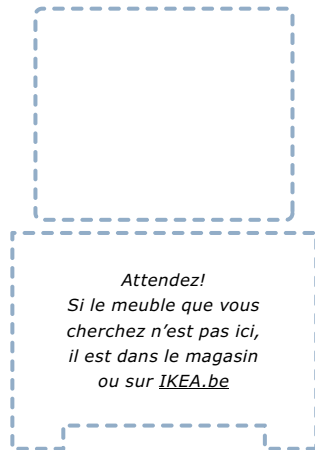 Attendez!
Si le meuble que vous
cherchez n’est pas ici,
il est dans le magasin
ou sur IKEA.be